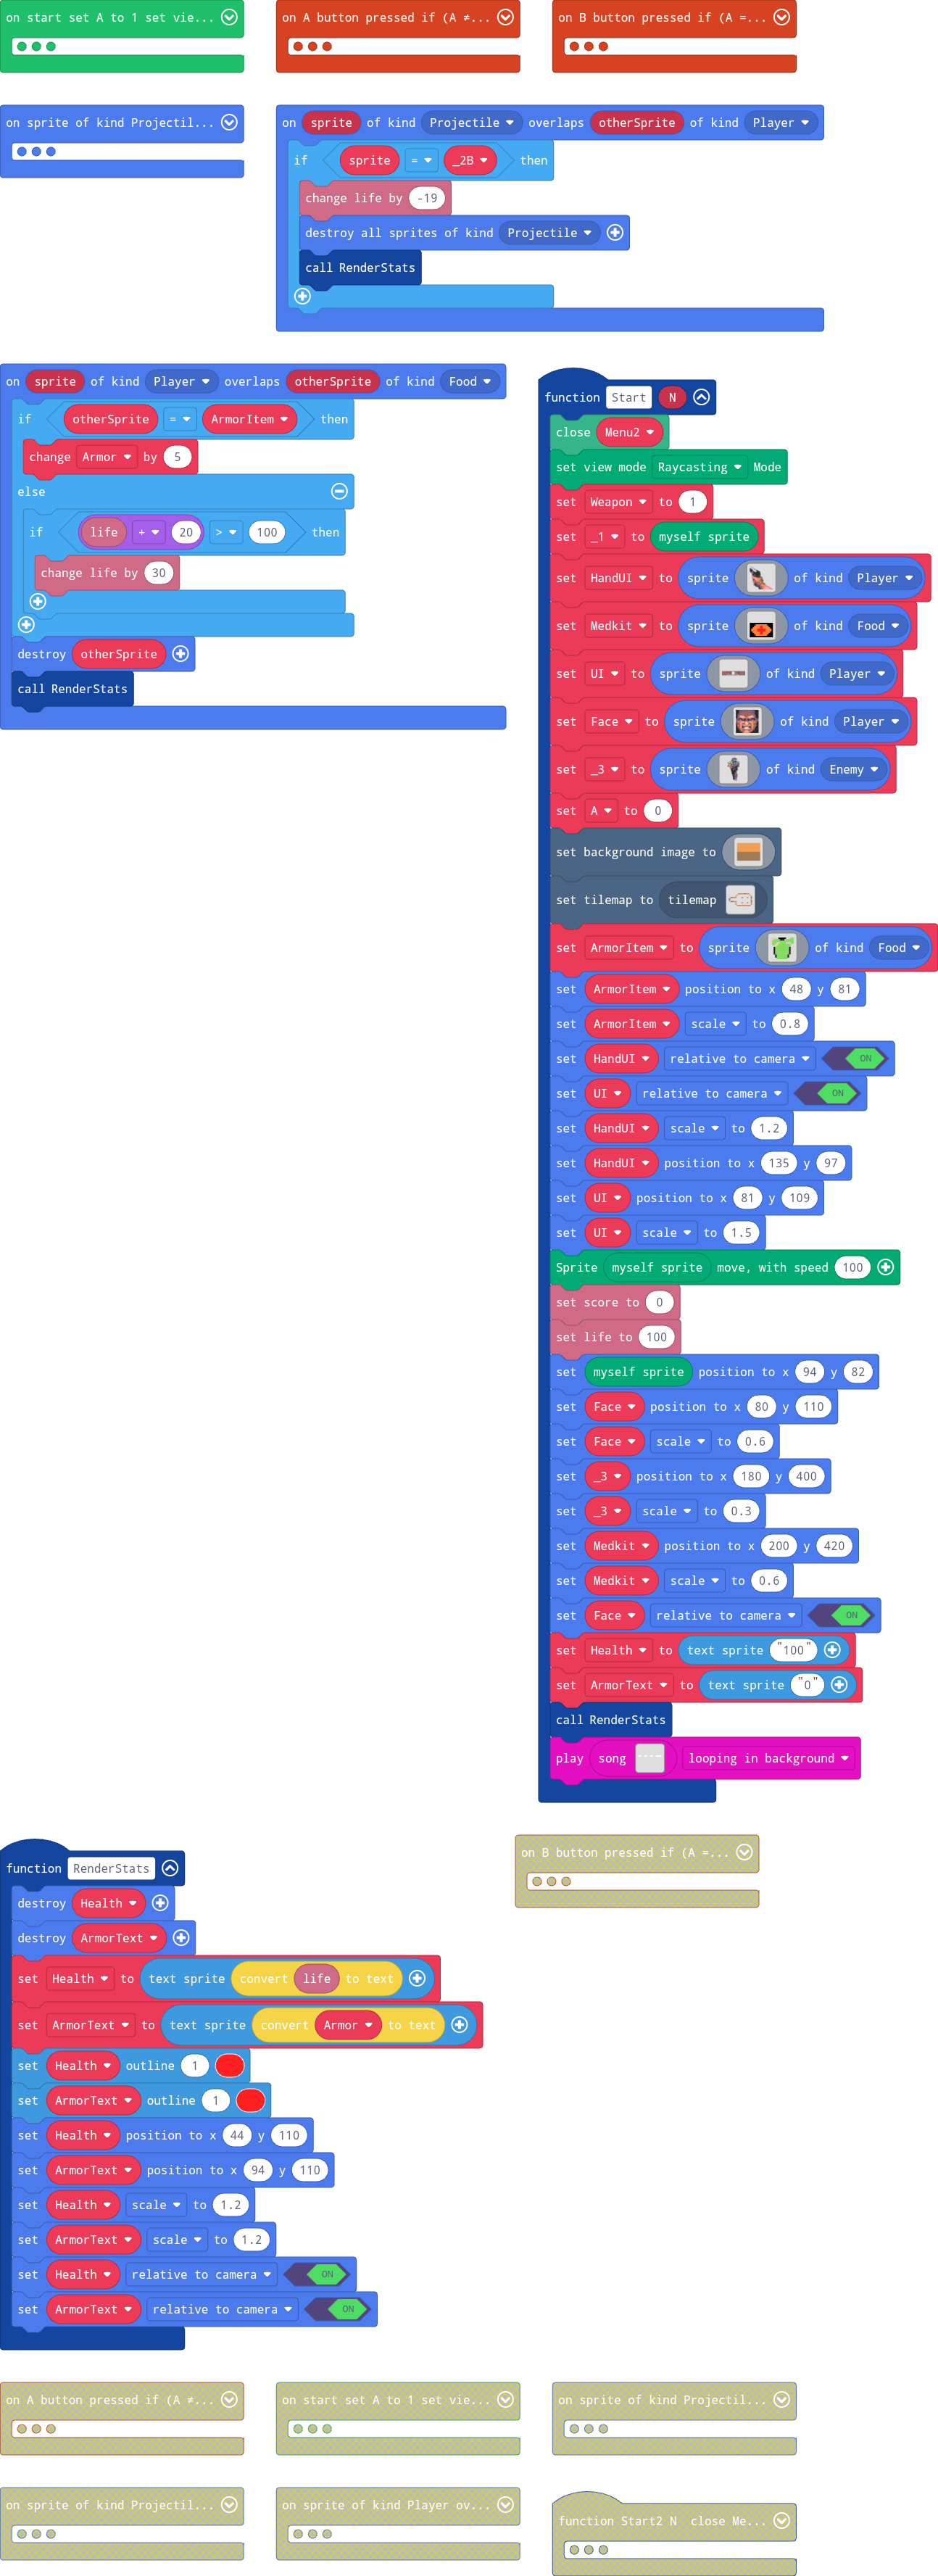 on start set A to 1 set vie...
on A button pressed if (A ≠...
on B button pressed if (A =...
on sprite of kind Projectil...
on sprite of kind Projectile overlaps otherSprite of kind Player
if sprite = _2B then
change life by -19
destroy all sprites of kind Projectile
call RenderStats
on sprite of kind Player overlaps otherSprite of kind Food
if otherSprite = ArmorItem then
change Armor by 5
else
if life + 20 > 100 then
change life by 30
destroy otherSprite
call RenderStats
function Start N
close Menu2
set view mode Raycasting Mode
set Weapon to 1
set _1 to myself sprite
set HandUI to sprite of kind Player
set Medkit to sprite of kind Food
set UI to sprite of kind Player
set Face to sprite of kind Player
set _3 to sprite of kind Enemy
set A to 0
set background image to
set tilemap to tilemap
set ArmorItem to sprite of kind Food
set ArmorItem position to x 48 y 81
set ArmorItem scale to 0.8
set HandUI relative to camera ON
set UI relative to camera ON
set HandUI scale to 1.2
set HandUI position to x 135 y 97
set UI position to x 81 y 109
set UI scale to 1.5
Sprite myself sprite move, with speed 100
set score to 0
set life to 100
set myself sprite position to x 94 y 82
set Face position to x 80 y 110
set Face scale to 0.6
set _3 position to x 180 y 400
set _3 scale to 0.3
set Medkit position to x 200 y 420
set Medkit scale to 0.6
set Face relative to camera ON
set Health to text sprite "100"
set ArmorText to text sprite "0"
call RenderStats
play song looping in background
on B button pressed if (A =...
function RenderStats
destroy Health
destroy ArmorText
set Health to text sprite convert life to text
set ArmorText to text sprite convert Armor to text
set Health outline 1
set ArmorText outline 1
set Health position to x 44 y 110
set ArmorText position to x 94 y 110
set Health scale to 1.2
set ArmorText scale to 1.2
set Health relative to camera ON
set ArmorText relative to camera ON
on A button pressed if (A ≠...
on start set A to 1 set vie...
on sprite of kind Projectil...
on sprite of kind Projectil...
on sprite of kind Player ov...
function Start2 N close Me...